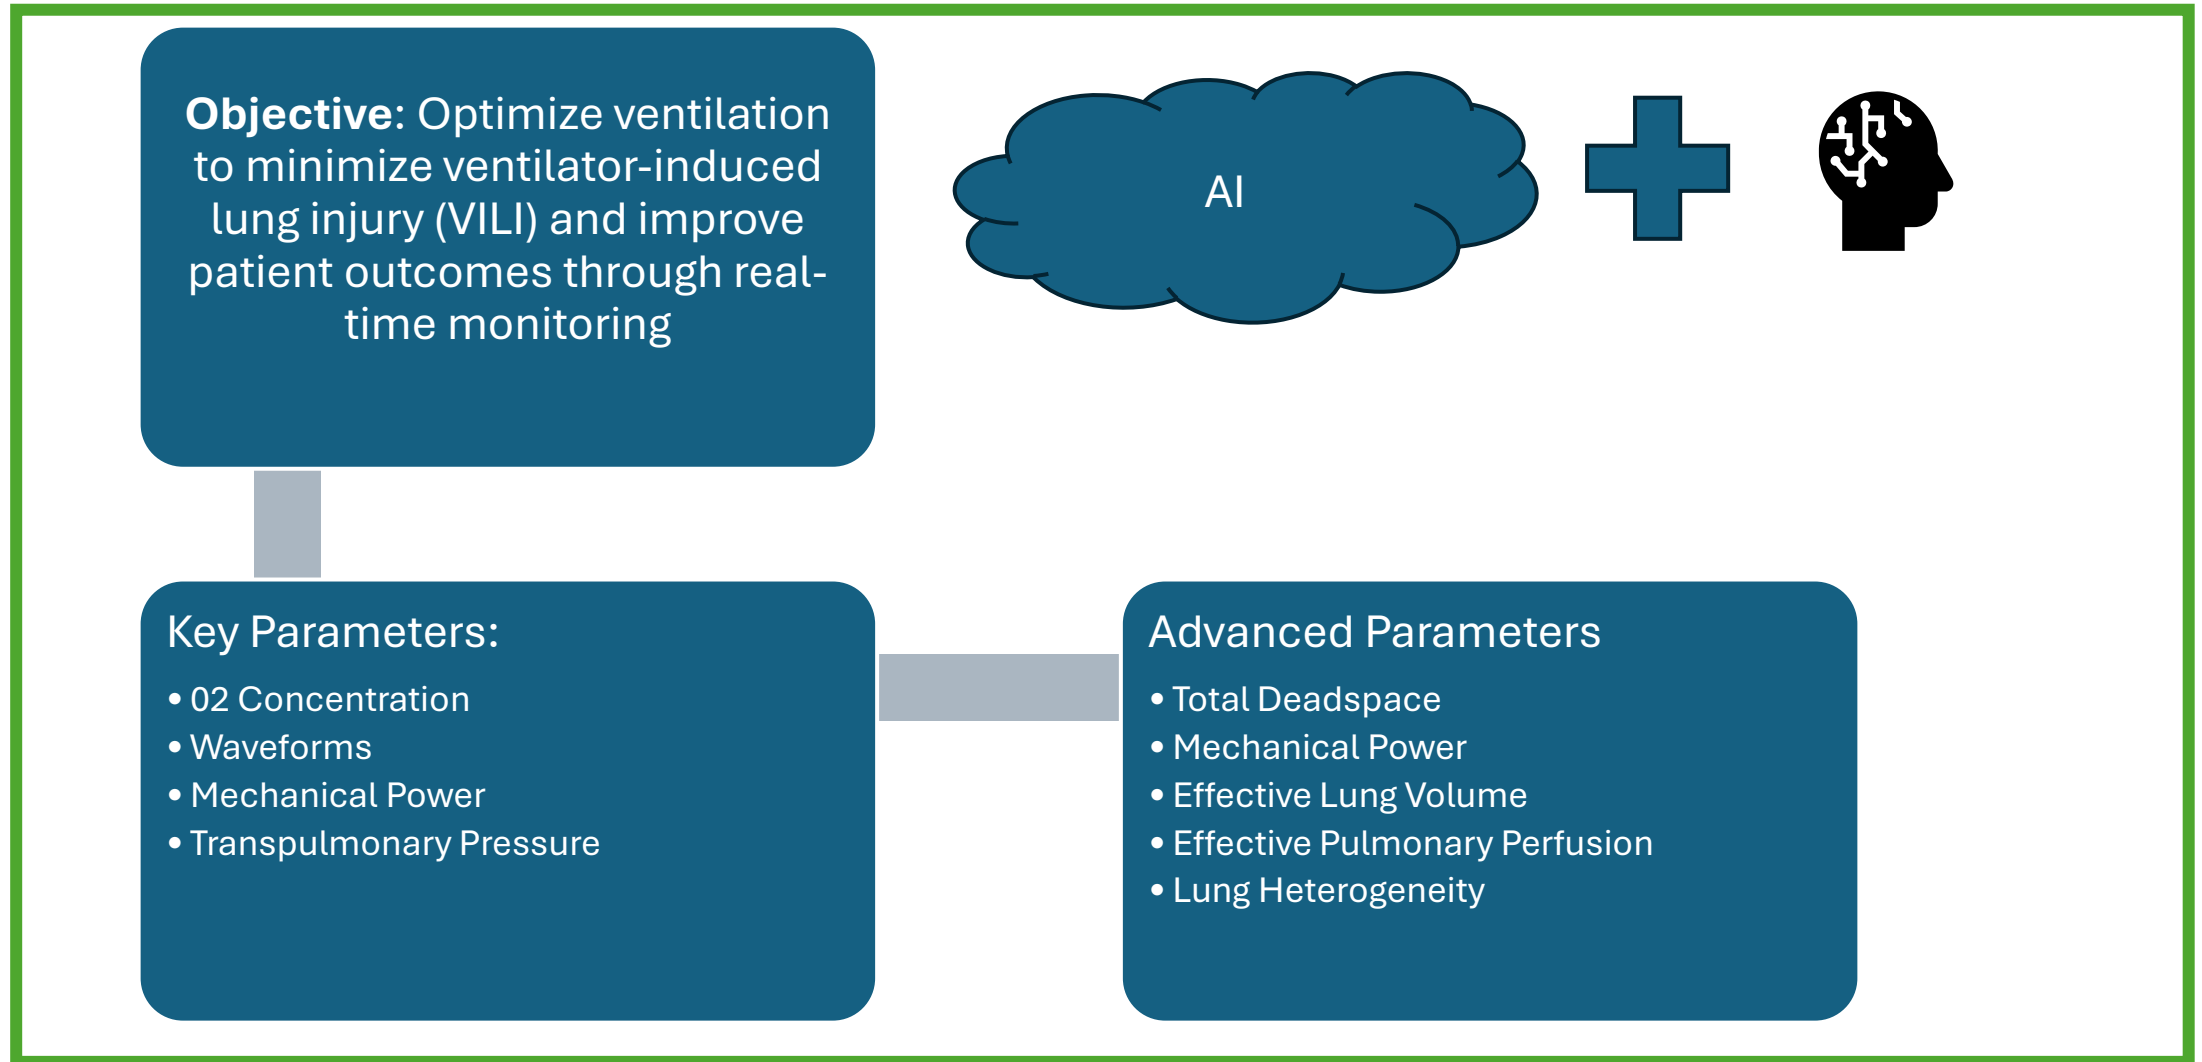 Objective: Optimize ventilation
to minimize ventilator-induced
lung injury (VILI) and improve
patient outcomes through real-
time monitoring
AI
Key Parameters:
• 02 Concentration
• Waveforms
• Mechanical Power
• Transpulmonary Pressure
Advanced Parameters
• Total Deadspace
• Mechanical Power
• Effective Lung Volume
• Effective Pulmonary Perfusion
• Lung Heterogeneity